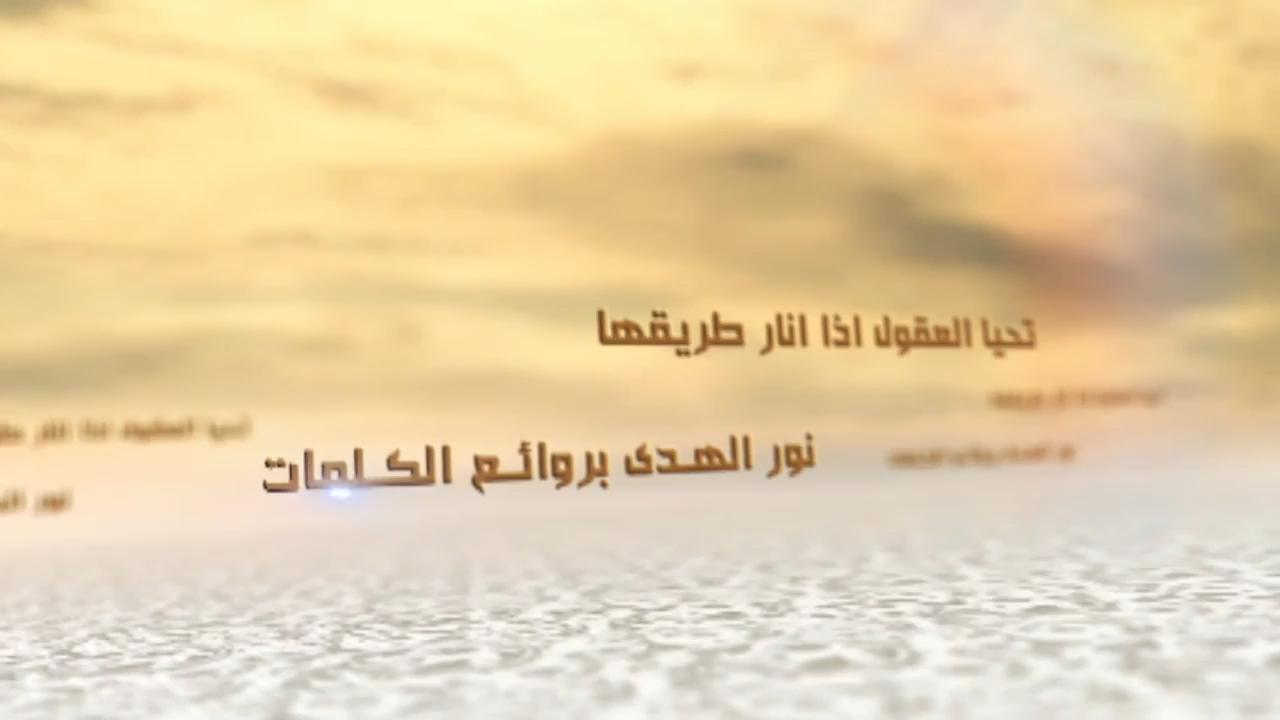 تحيا العقول اذا انار طريقها
نور الهدى بروائع الكلمات